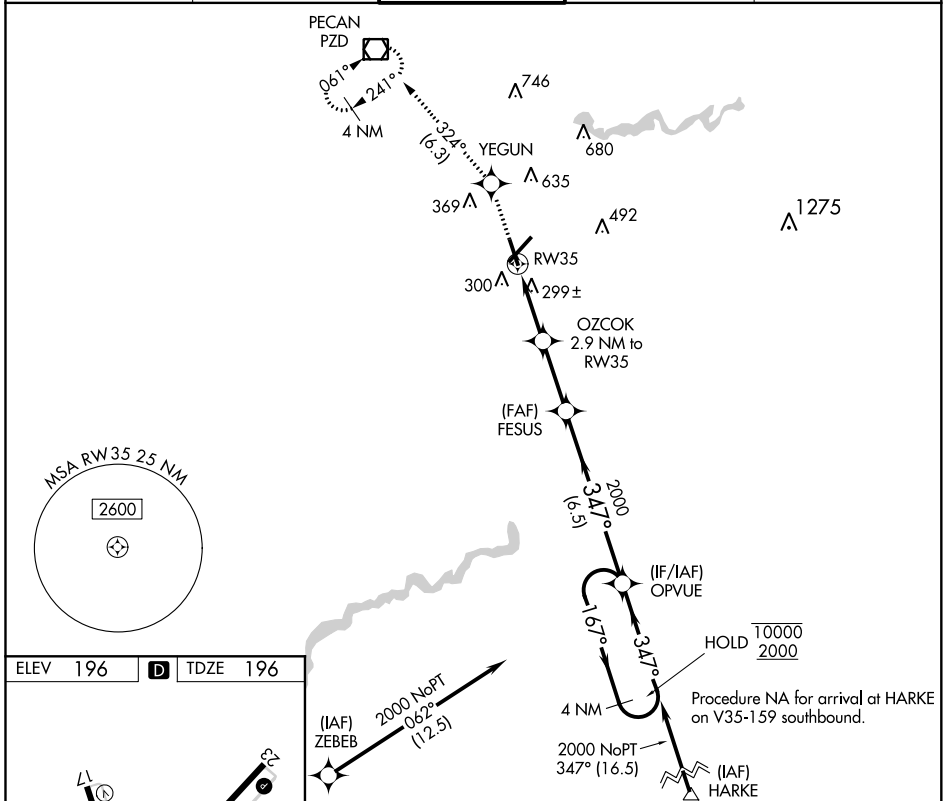 PECAN
PZD
061°
241°
4 NM
324°
(6.3)
746
680
YEGUN
635
369
492
1275
RW35
300
299±
OZCOK
2.9 NM to
RW35
(FAF)
FESUS
MSA RW35 25 NM
2600
2000
347°
(6.5)
(IF/IAF)
OPVUE
167°
347°
HOLD 10000
2000
4 NM
Procedure NA for arrival at HARKE
on V35-159 southbound.
2000 NoPT
347° (16.5)
(IAF)
HARKE
ELEV 196 D TDZE 196
2000 NoPT
062°
(12.5)
(IAF)
ZEBEB
17
V
23
P